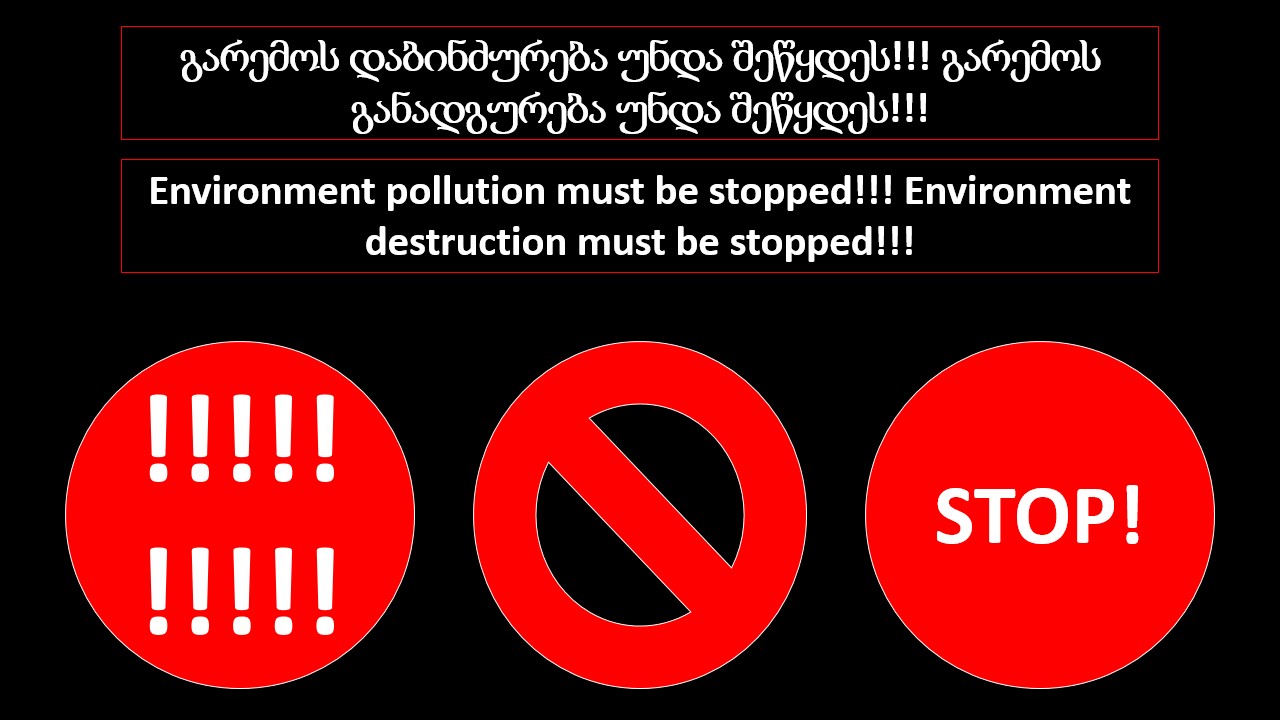 გარემოს დაბინძურება უნდა შეწყდეს!!! გარემოს
განადგურება უნდა შეწყდეს!!!
Environment pollution must be stopped!!! Environment
destruction must be stopped!!!
!!!!!
!!!!!
STOP!